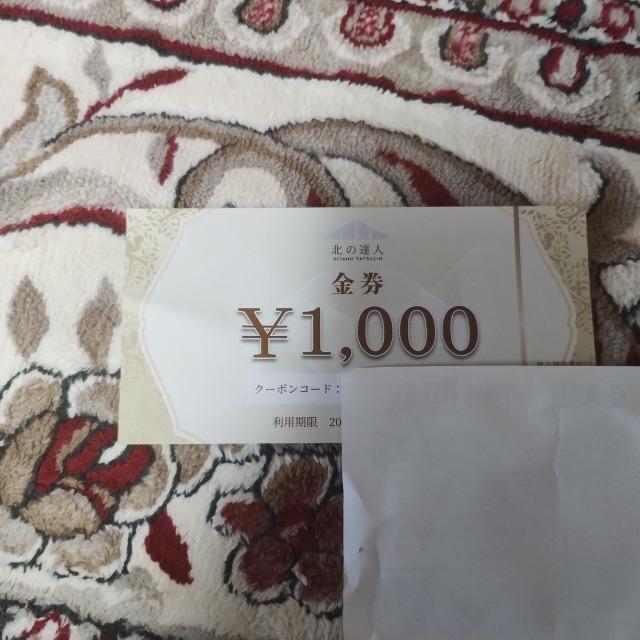 北の達人
KITANO TATSUJIN
金券
¥1,000
クーポンコード：
利用期限 20